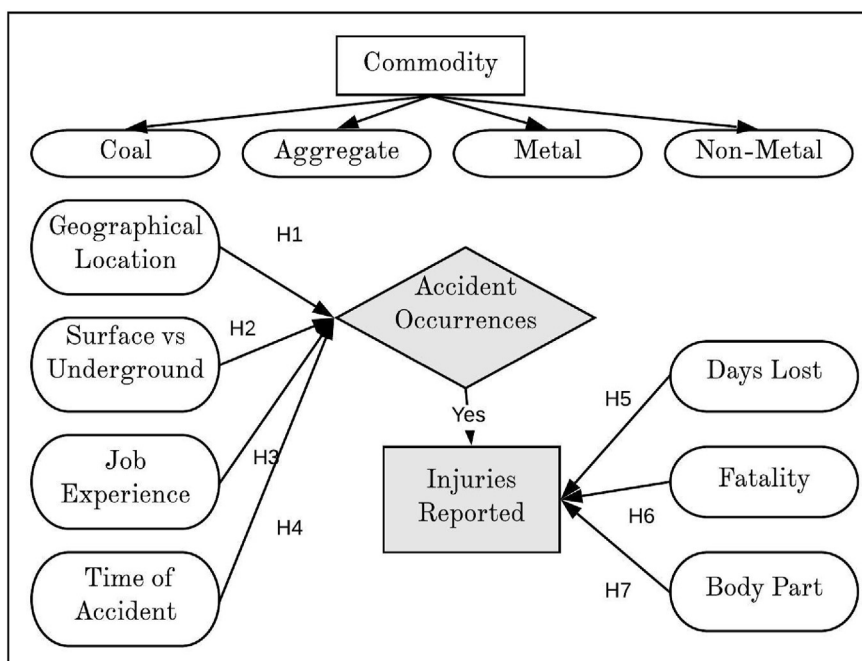 Commodity
Coal
Aggregate
Metal
Non-Metal
Geographical
Location
H1
Accident
Occurrences
Surface vs
Underground
H2
Days Lost
H5
Yes
Job
Experience
H3
Injuries
Reported
Fatality
H6
H4
Time of
Accident
H7
Body Part